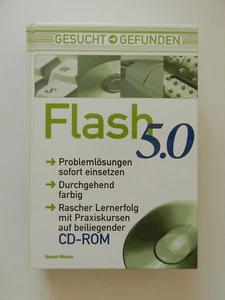 GESUCHT➔GEFUNDEN
Flash
5.0
➔ Problemlösungen
sofort einsetzen
➔ Durchgehend
farbig
➔ Rascher Lernerfolg
mit Praxiskursen
auf beiliegender
CD-ROM